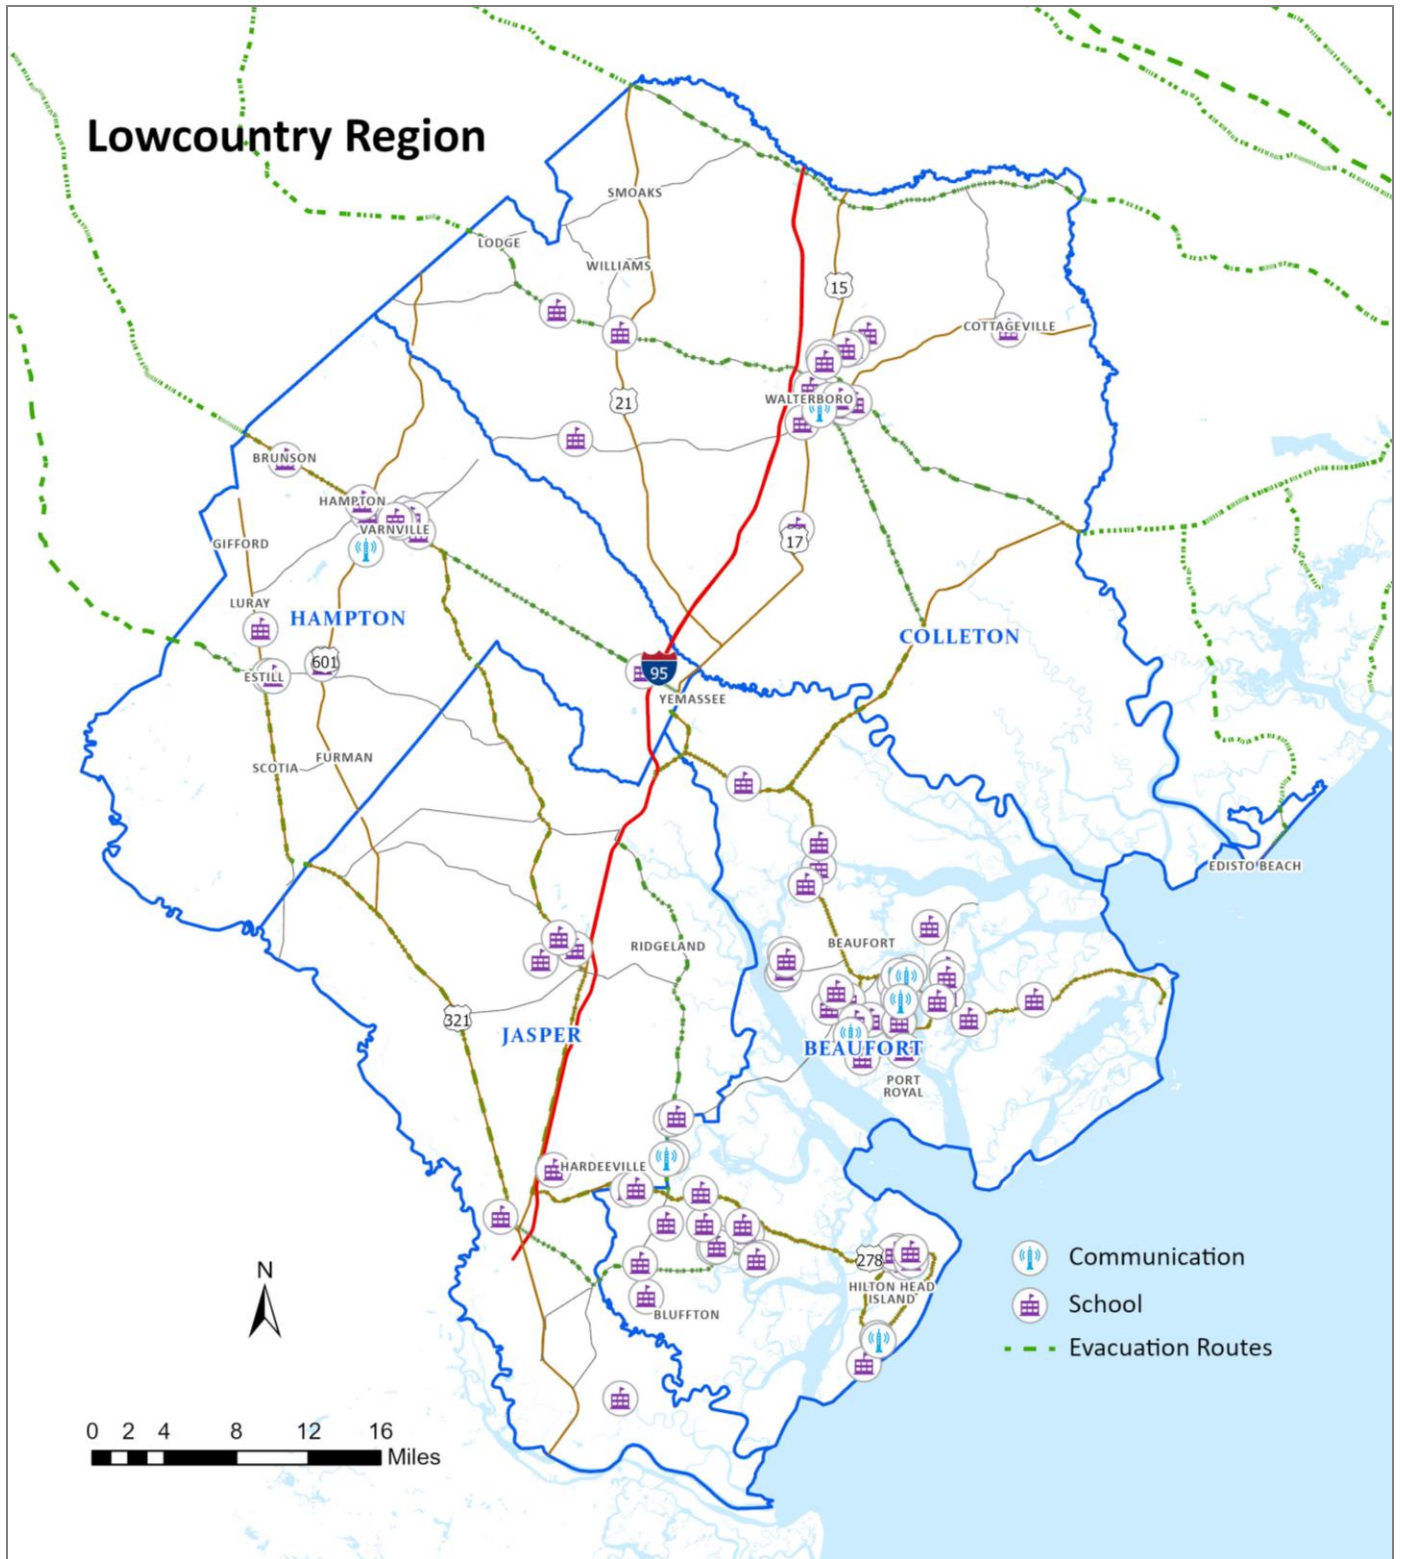 Lowcountry Region
SMOAKS
LODGE
WILLIAMS
15
COTTAGEVILLE
21
WALTERBORO
BRUNSON
HAMPTON
VARNVILLE
GIFFORD
17
LURAY
HAMPTON
COLLETON
601
ESTILL
95
YEMASSEE
SCOTIA
FURMAN
EDISTO BEACH
BEAUFORT
RIDGELAND
321
JASPER
BEAUFORT
PORT
ROYAL
HARDEEVILLE
278
HILTON HEAD
ISLAND
BLUFFTON
Communication
School
Evacuation Routes
N
0 2 4 8 12 16
Miles